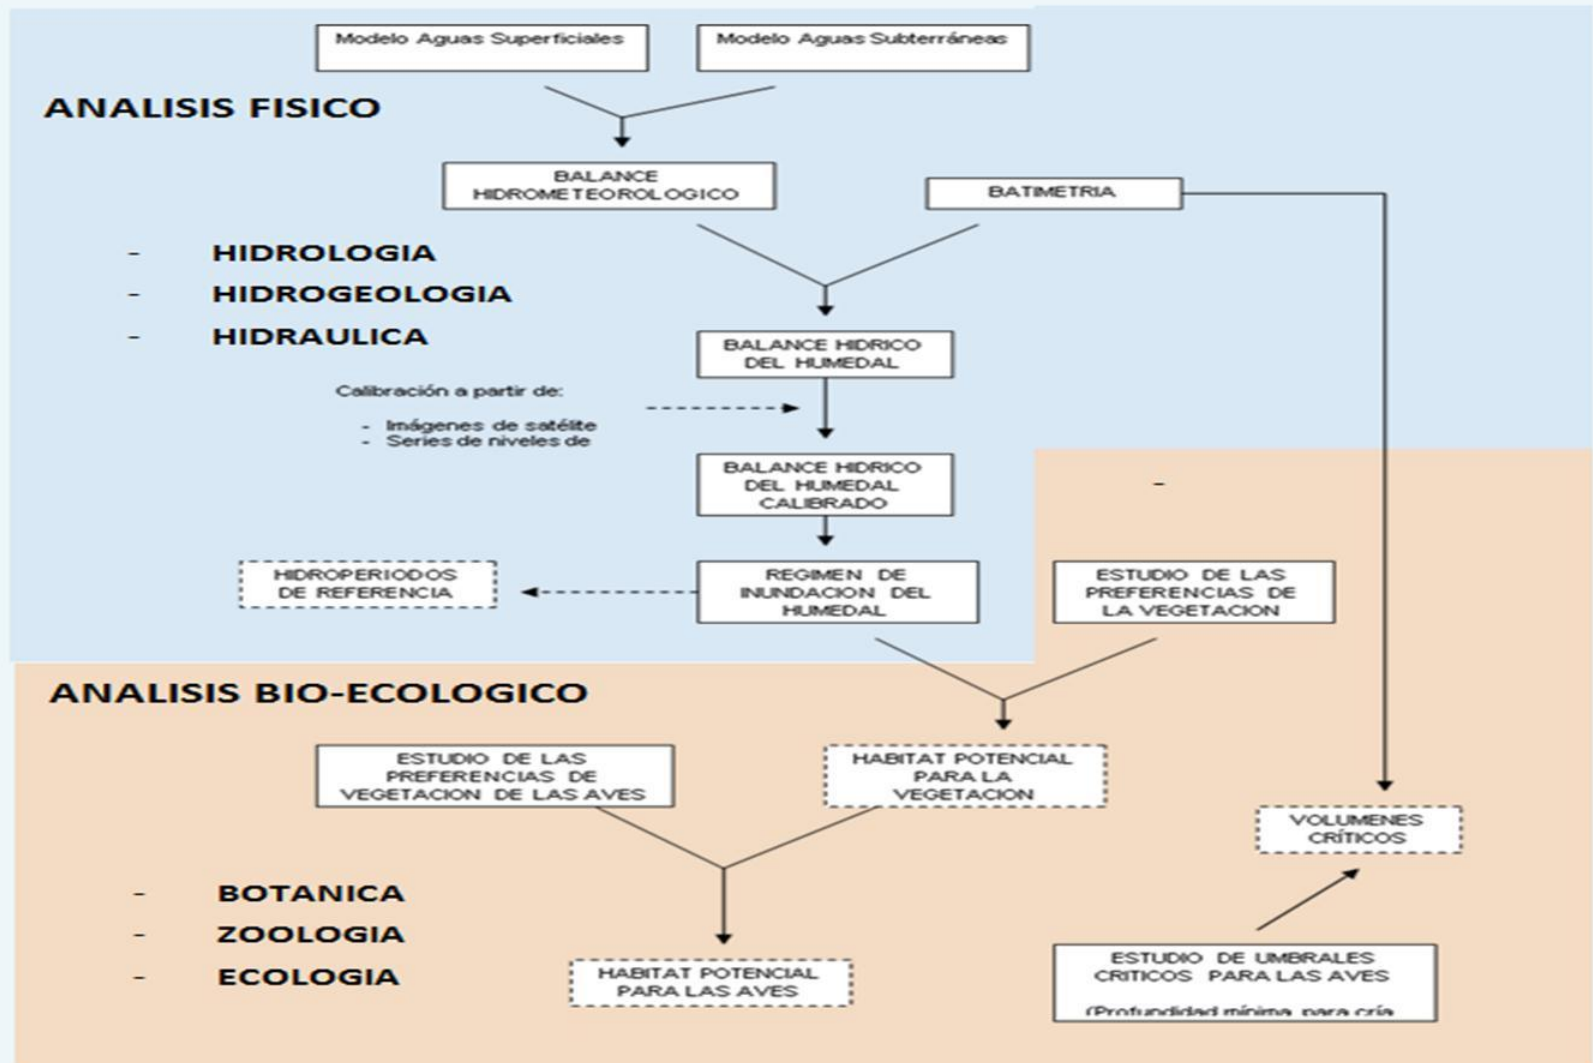 Modelo Aguas Superficiales
Modelo Aguas Subterráneas
ANALISIS FISICO
BALANCE
HIDROMETEOROLOGICO
BATIMETRIA
- HIDROLOGIA
- HIDROGEOLOGIA
- HIDRAULICA
BALANCE HIDRICO
DEL HUMEDAL
Calibración a partir de:
- Imágenes de satélite
- Series de niveles de
BALANCE HIDRICO
DEL HUMEDAL
CALIBRADO
-
HIDROPERIODOS
DE REFERENCIA
REGIMEN DE
INUNDACION DEL
HUMEDAL
ESTUDIO DE LAS
PREFERENCIAS DE
LA VEGETACION
ANALISIS BIO-ECOLOGICO
ESTUDIO DE LAS
PREFERENCIAS DE
VEGETACION DE LAS AVES
HABITAT POTENCIAL
PARA LA
VEGETACION
VOLUMENES
CRÍTICOS
- BOTANICA
- ZOOLOGIA
- ECOLOGIA
HABITAT POTENCIAL
PARA LAS AVES
ESTUDIO DE UMBRALES
CRITICOS PARA LAS AVES
(Profundidad mínima para cría